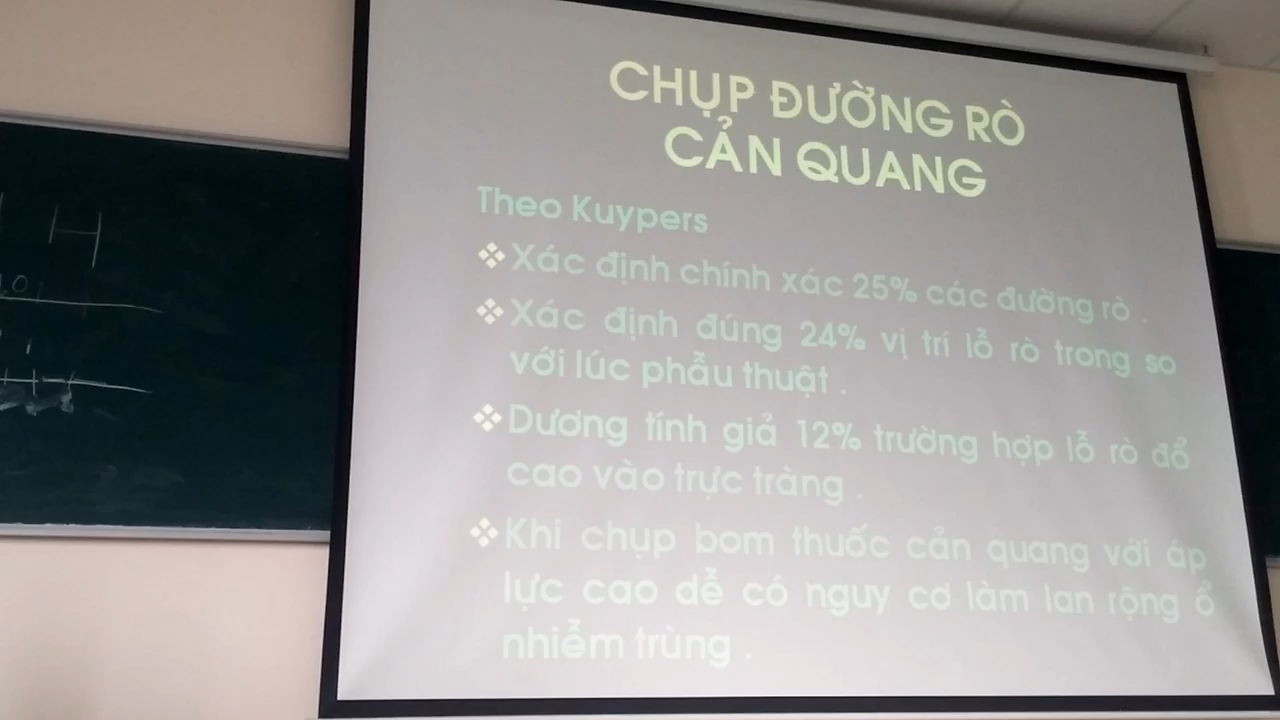 CHỤP ĐƯỜNG RÒ
CẢN QUANG
Theo Kuypers
❖ Xác định chính xác 25% các đường rò .
❖ Xác định đúng 24% vị trí lỗ rò trong so
với lúc phẫu thuật .
❖ Dương tính giả 12% trường hợp lỗ rò đổ
cao vào trực tràng .
❖ Khi chụp bom thuốc cản quang với áp
lực cao dễ có nguy cơ làm lan rộng ổ
nhiễm trùng .
H